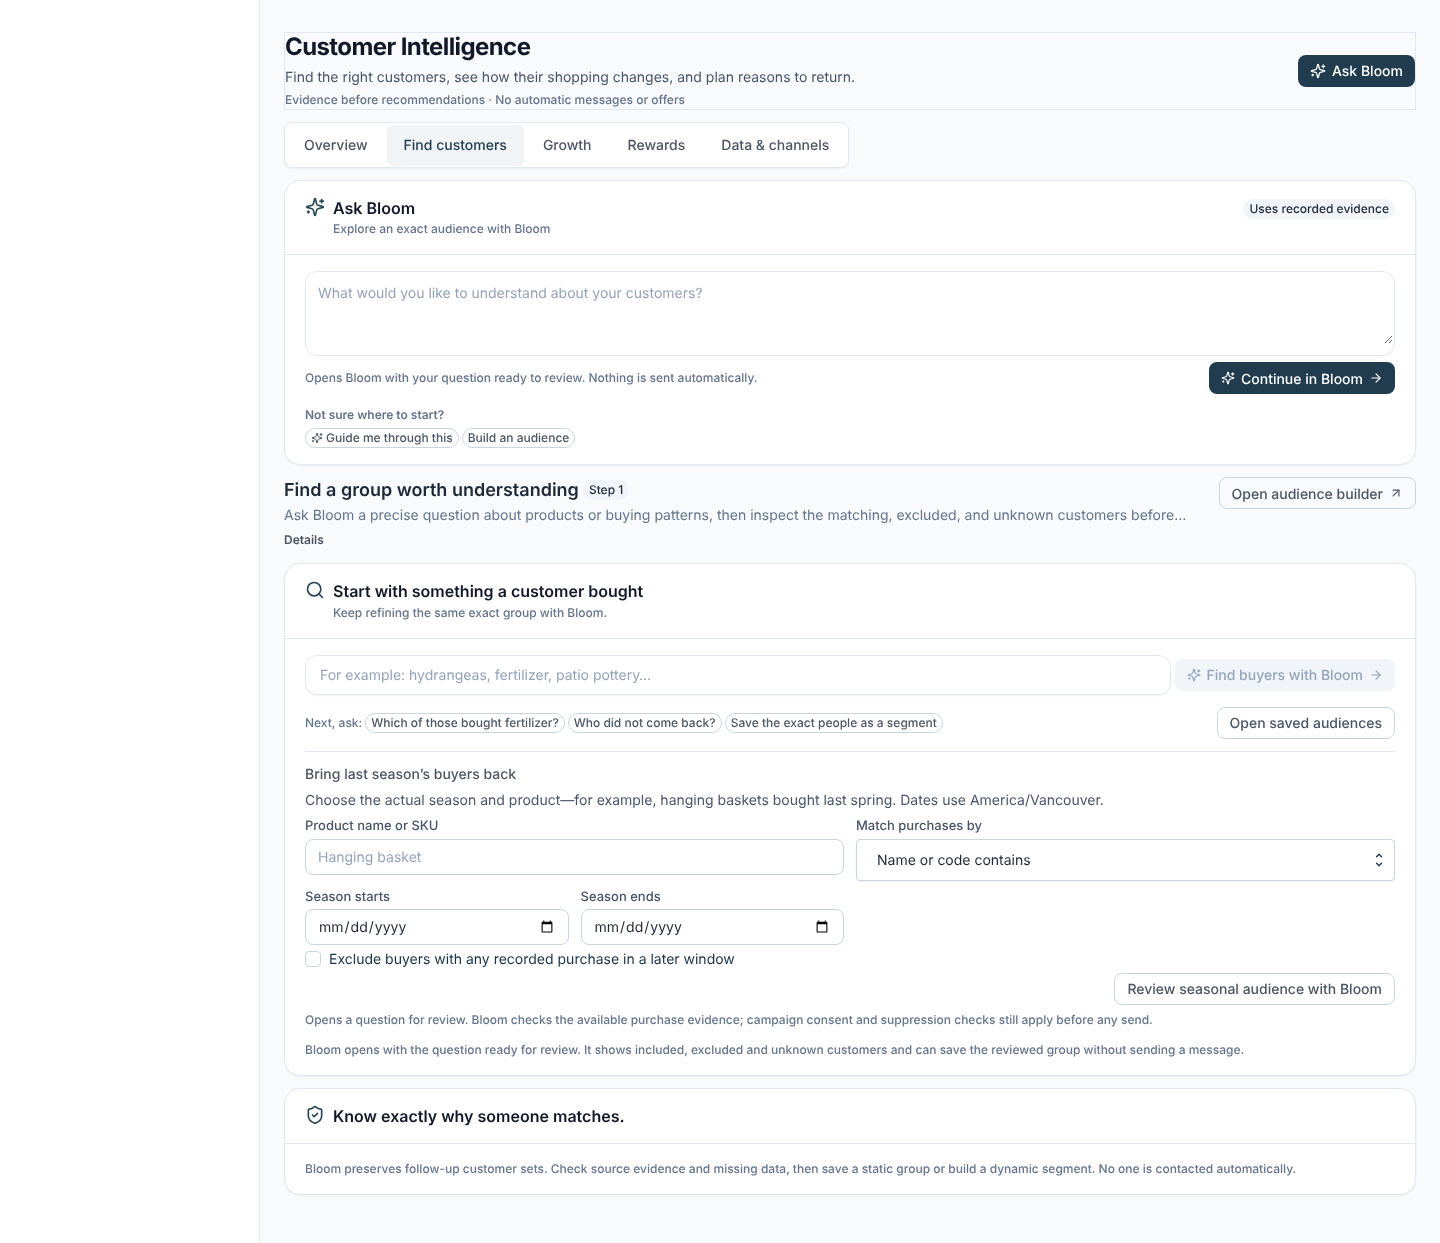 Customer Intelligence
Find the right customers, see how their shopping changes, and plan reasons to return.
Evidence before recommendations · No automatic messages or offers
Ask Bloom
Overview
Find customers
Growth
Rewards
Data & channels
Ask Bloom
Explore an exact audience with Bloom
Uses recorded evidence
What would you like to understand about your customers?
Opens Bloom with your question ready to review. Nothing is sent automatically.
Continue in Bloom
Not sure where to start?
Guide me through this
Build an audience
Find a group worth understanding
Step 1
Open audience builder
Ask Bloom a precise question about products or buying patterns, then inspect the matching, excluded, and unknown customers before...
Details
Start with something a customer bought
Keep refining the same exact group with Bloom.
For example: hydrangeas, fertilizer, patio pottery...
Find buyers with Bloom
Next, ask:
Which of those bought fertilizer?
Who did not come back?
Save the exact people as a segment
Open saved audiences
Bring last season's buyers back
Choose the actual season and product—for example, hanging baskets bought last spring. Dates use America/Vancouver.
Product name or SKU
Match purchases by
Hanging basket
Name or code contains
Season starts
Season ends
mm/dd/yyyy
mm/dd/yyyy
Exclude buyers with any recorded purchase in a later window
Review seasonal audience with Bloom
Opens a question for review. Bloom checks the available purchase evidence; campaign consent and suppression checks still apply before any send.
Bloom opens with the question ready for review. It shows included, excluded and unknown customers and can save the reviewed group without sending a message.
Know exactly why someone matches.
Bloom preserves follow-up customer sets. Check source evidence and missing data, then save a static group or build a dynamic segment. No one is contacted automatically.